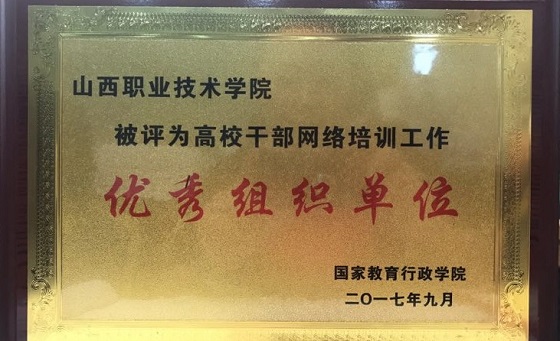 山西职业技术学院
被评为高校干部网络培训工作
优秀组织单位
国家教育行政学院
二〇一七年九月